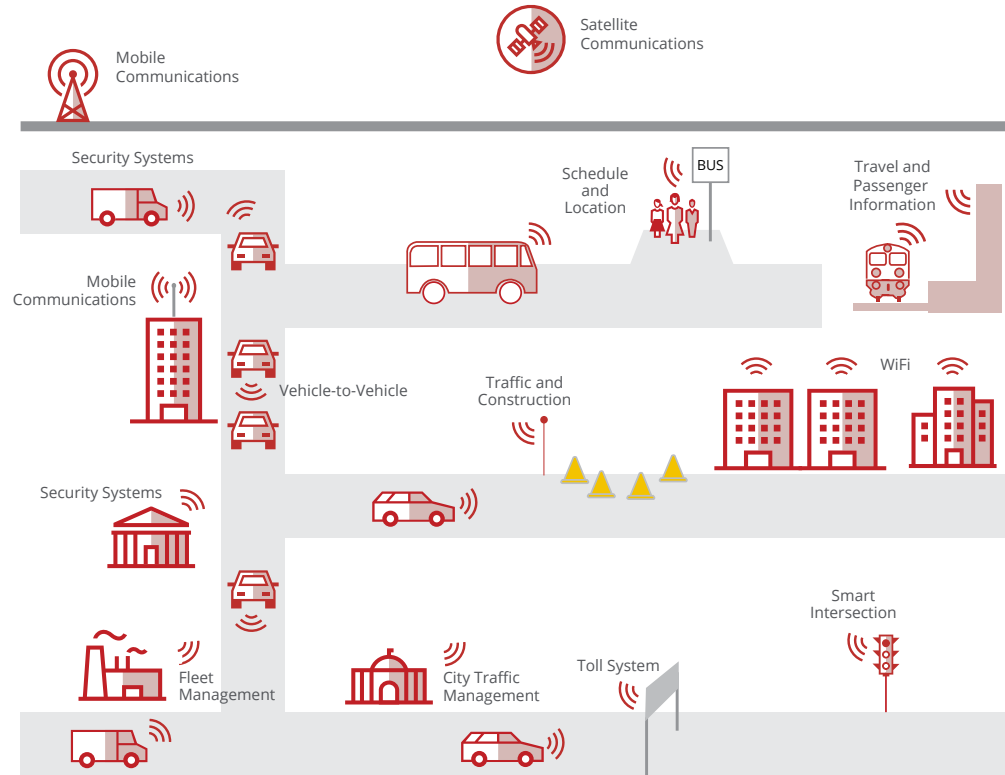 Satellite
Communications
Mobile
Communications
Security Systems
Schedule
and
Location
BUS
Travel and
Passenger
Information
Mobile
Communications
Vehicle-to-Vehicle
Traffic and
Construction
WiFi
Security Systems
Smart
Intersection
Fleet
Management
City Traffic
Management
Toll System